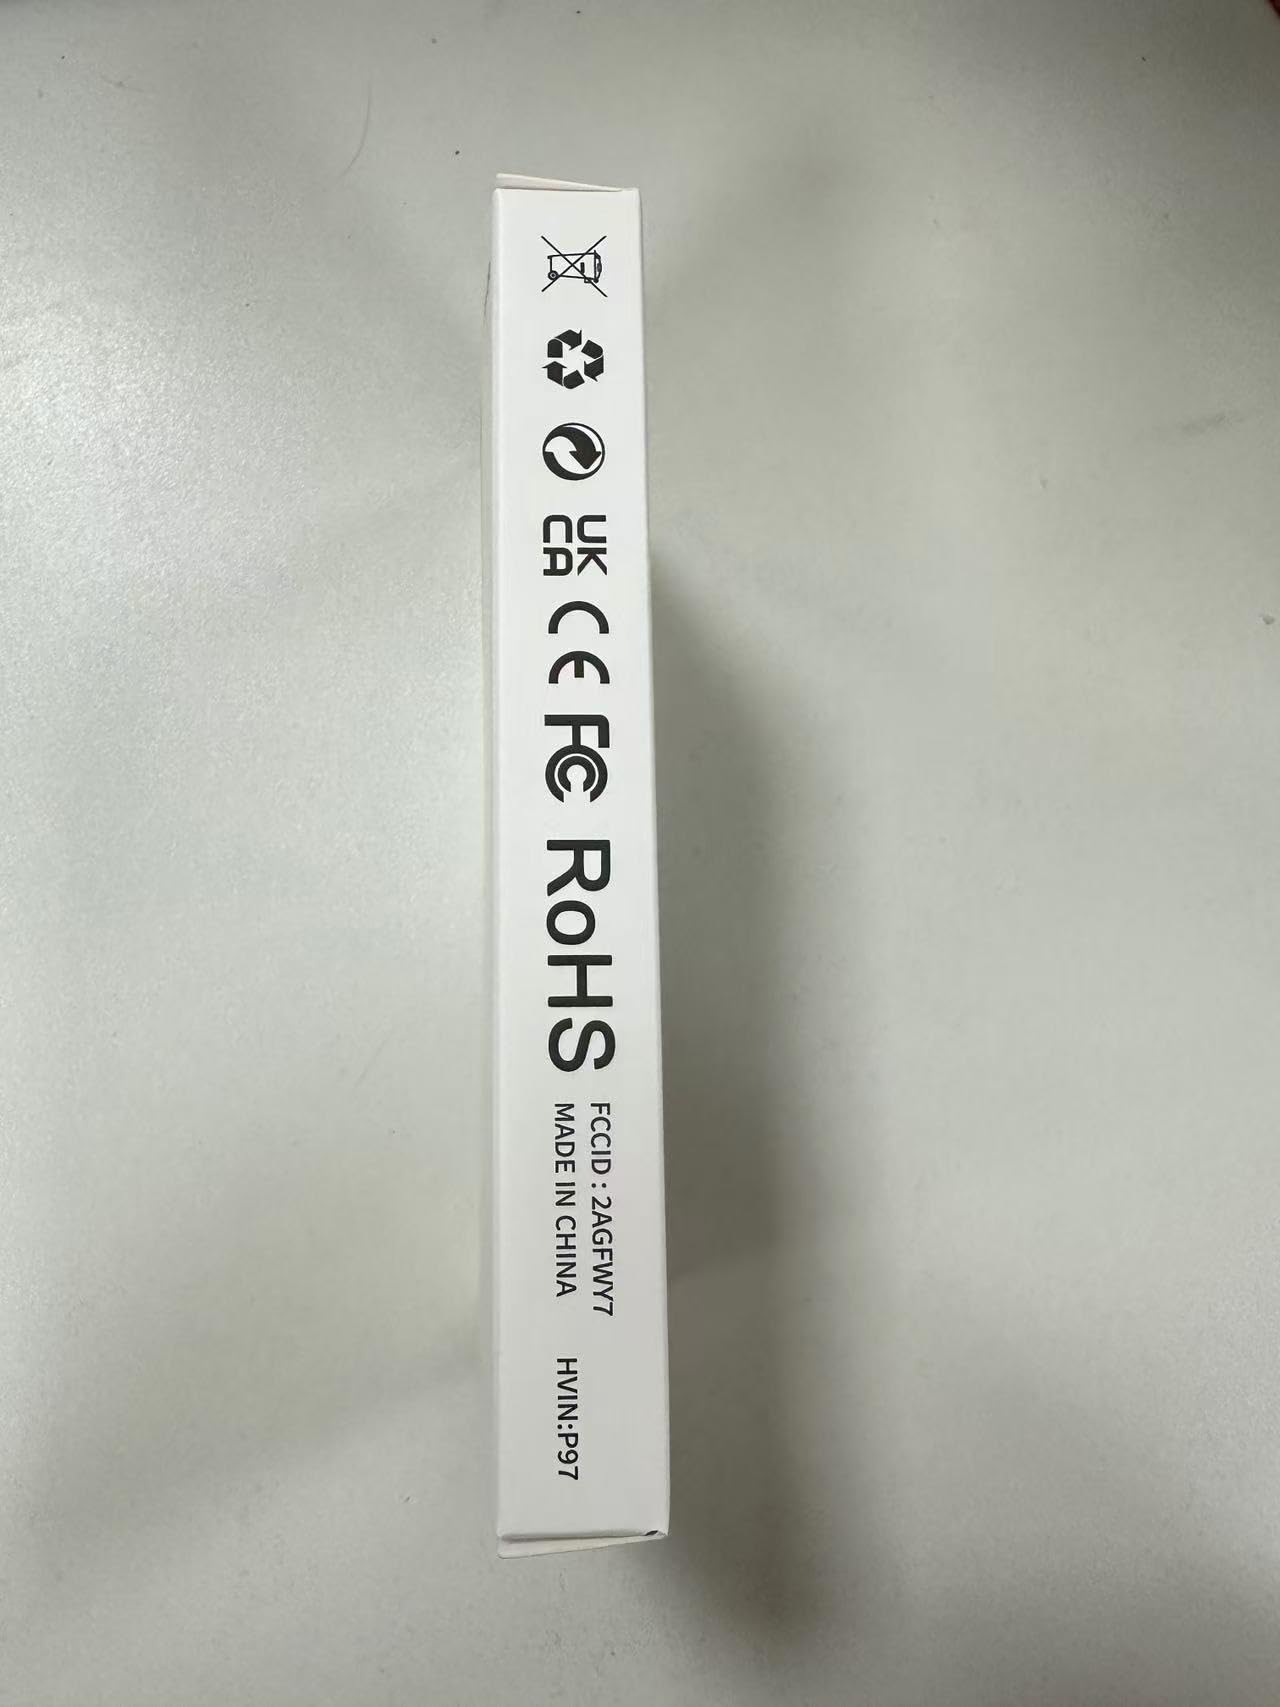 UK
CA
CE
FC
RoHS
FCCID : 2AGFWY7
MADE IN CHINA
HVIN:P97